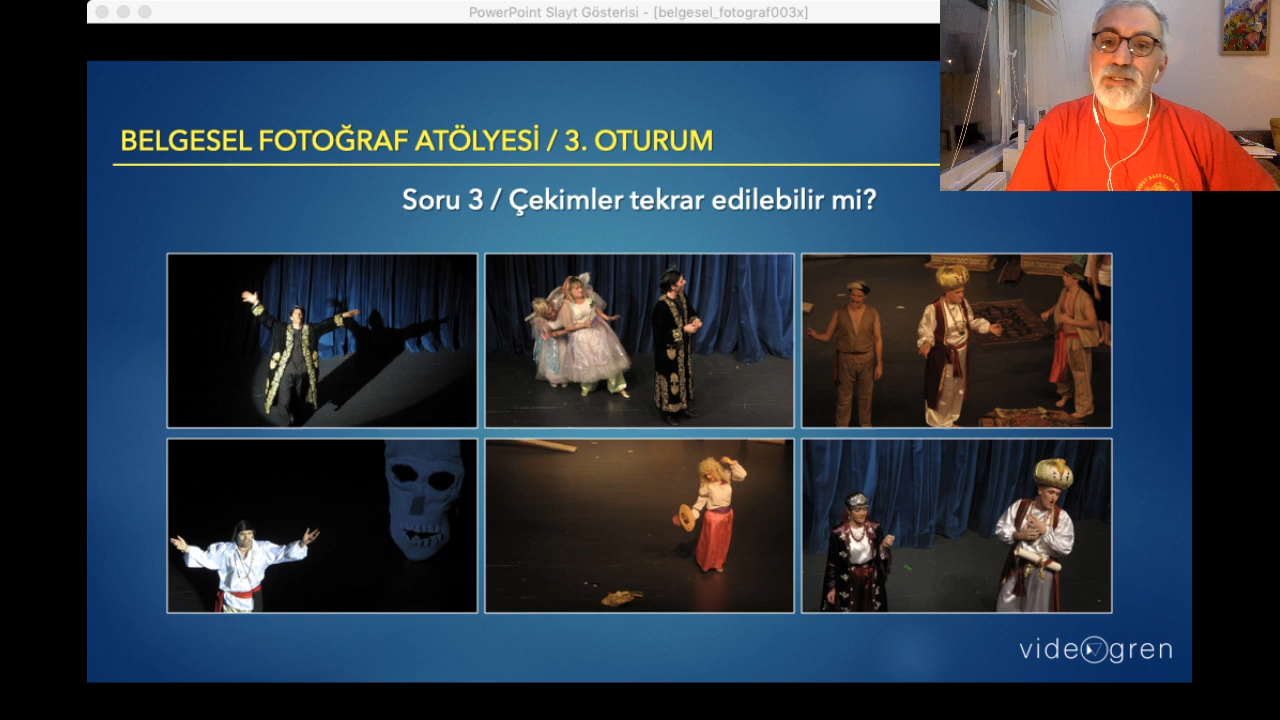 PowerPoint Slayt Gösterisi - [belgesel_fotograf003x]
BELGESEL FOTOĞRAF ATÖLYESİ / 3. OTURUM
Soru 3 / Çekimler tekrar edilebilir mi?
videogren